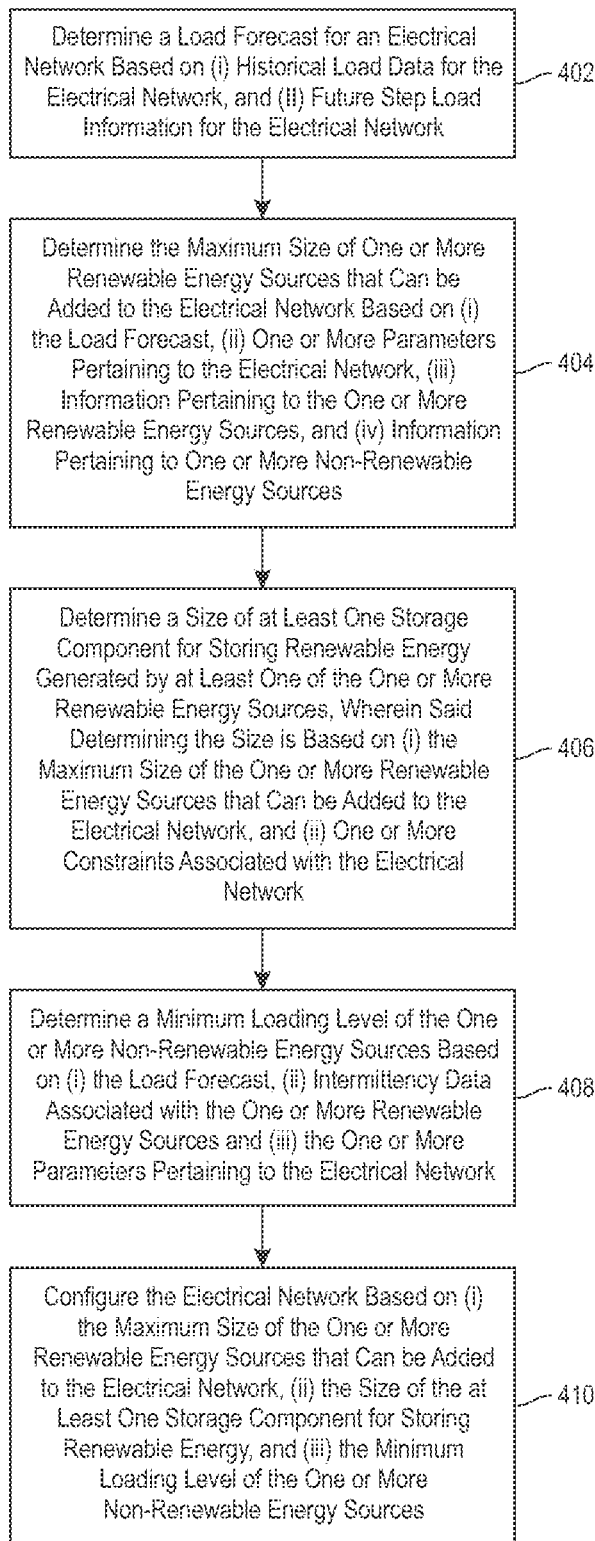 Determine a Load Forecast for an Electrical
Network Based on (i) Historical Load Data for the
Electrical Network, and (II) Future Step Load
Information for the Electrical Network
402
Determine the Maximum Size of One or More
Renewable Energy Sources that Can be
Added to the Electrical Network Based on (i)
the Load Forecast, (ii) One or More Parameters
Pertaining to the Electrical Network, (iii)
Information Pertaining to the One or More
Renewable Energy Sources, and (iv) Information
Pertaining to One or More Non-Renewable
Energy Sources
404
Determine a Size of at Least One Storage
Component for Storing Renewable Energy
Generated by at Least One of the One or More
Renewable Energy Sources, Wherein Said
Determining the Size is Based on (i) the
Maximum Size of the One or More Renewable
Energy Sources that Can be Added to the
Electrical Network, and (ii) One or More
Constraints Associated with the Electrical
Network
406
Determine a Minimum Loading Level of the One
or More Non-Renewable Energy Sources Based
on (i) the Load Forecast, (ii) Intermittency Data
Associated with the One or More Renewable
Energy Sources and (iii) the One or More
Parameters Pertaining to the Electrical Network
408
Configure the Electrical Network Based on (i)
the Maximum Size of the One or More
Renewable Energy Sources that Can be Added
to the Electrical Network, (ii) the Size of the at
Least One Storage Component for Storing
Renewable Energy, and (iii) the Minimum
Loading Level of the One or More
Non-Renewable Energy Sources
410